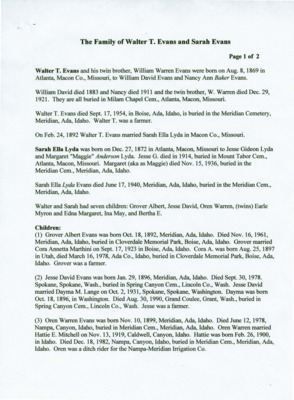 The Family of Walter T. Evans and Sarah Evans
Page 1 of 2
Walter T. Evans and his twin brother, William Warren Evans were born on Aug. 8, 1869 in
Atlanta, Macon Co., Missouri, to William David Evans and Nancy Ann Baker Evans.
William David died 1883 and Nancy died 1911 and the twin brother, W. Warren died Dec. 29,
1921. They are all buried in Milam Chapel Cem., Atlanta, Macon, Missouri.
Walter T. Evans died Sept. 17, 1954, in Boise, Ada, Idaho, is buried in the Meridian Cemetery,
Meridian, Ada, Idaho. Walter T. was a farmer.
On Feb. 24, 1892 Walter T. Evans married Sarah Ella Lyda in Macon Co., Missouri.
Sarah Ella Lyda was born on Dec. 27, 1872 in Atlanta, Macon, Missouri to Jesse Gideon Lyda
and Margaret "Maggie" Anderson Lyda. Jesse G. died in 1914, buried in Mount Tabor Cem.,
Atlanta, Macon, Missouri. Margaret (aka as Maggie) died Nov. 15, 1936, buried in the
Meridian Cem., Meridian, Ada, Idaho.
Sarah Ella Lyda Evans died June 17, 1940, Meridian, Ada, Idaho, buried in the Meridian Cem.,
Meridian, Ada, Idaho.
Walter and Sarah had seven children: Grover Albert, Jesse David, Oren Warren, (twins) Earle
Myron and Edna Margaret, Ina May, and Bertha E.
Children:
(1) Grover Albert Evans was born Oct. 18, 1892, Meridian, Ada, Idaho. Died Nov. 16, 1961,
Meridian, Ada, Idaho, buried in Cloverdale Memorial Park, Boise, Ada, Idaho. Grover married
Cora Annetta Marthini on Sept. 17, 1923 in Boise, Ada, Idaho. Cora A. was born Aug. 25, 1897
in Utah, died March 16, 1978, Ada Co., Idaho, buried in Cloverdale Memorial Park, Boise, Ada,
Idaho. Grover was a farmer.
(2) Jesse David Evans was born Jan. 29, 1896, Meridian, Ada, Idaho. Died Sept. 30, 1978.
Spokane, Spokane, Wash., buried in Spring Canyon Cem., Lincoln Co., Wash. Jesse David
married Dayma M. Lange on Oct. 2, 1931, Spokane, Spokane, Washington. Dayma was born
Oct. 18, 1896, in Washington. Died Aug. 30, 1990, Grand Coulee, Grant, Wash., buried in
Spring Canyon Cem., Lincoln Co., Wash. Jesse was a farmer.
(3) Oren Warren Evans was born Nov. 10, 1899, Meridian, Ada, Idaho. Died June 12, 1978,
Nampa, Canyon, Idaho, buried in Meridian Cem., Meridian, Ada, Idaho. Oren Warren married
Hattie E. Mitchell on Nov. 13, 1919, Caldwell, Canyon, Idaho. Hattie was born Feb. 26, 1900,
in Idaho. Died Dec. 18, 1982, Nampa, Canyon, Idaho, buried in Meridian Cem., Meridian, Ada,
Idaho. Oren was a ditch rider for the Nampa-Meridian Irrigation Co.